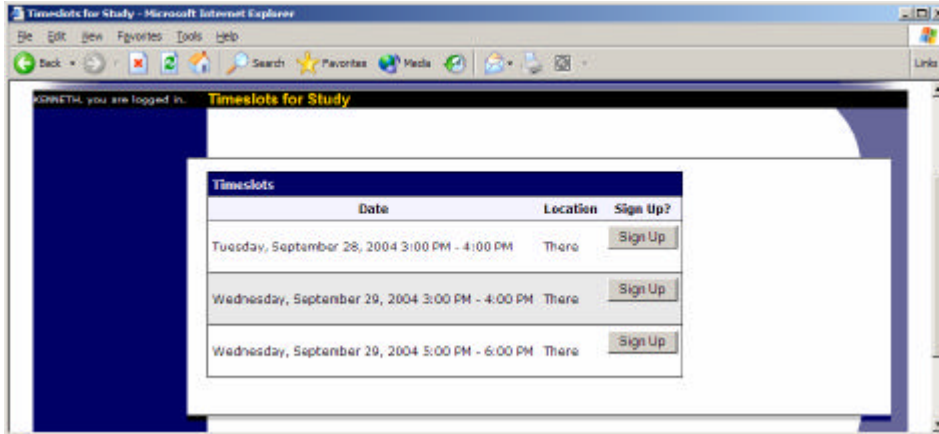 Timeslots for Study - Microsoft Internet Explorer
File Edit View Favorites Tools Help
Back Search Favorites Media Links
KENNETH, you are logged in. Timeslots for Study
Timeslots
Date Location Sign Up?
Tuesday, September 28, 2004 3:00 PM - 4:00 PM There Sign Up
Wednesday, September 29, 2004 3:00 PM - 4:00 PM There Sign Up
Wednesday, September 29, 2004 5:00 PM - 6:00 PM There Sign Up